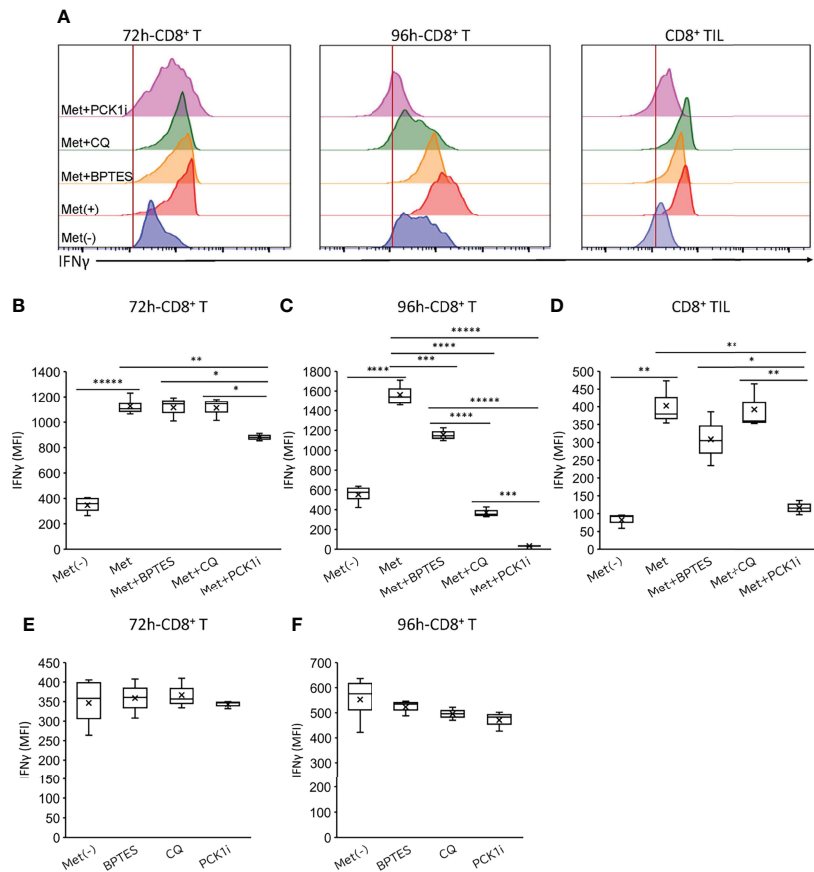 A
72h-CD8⁺ T
96h-CD8⁺ T
CD8⁺ TIL
Met+PCK1i
Met+CQ
Met+BPTES
Met(+)
Met(-)
IFNγ
B
72h-CD8⁺ T
IFNγ (MFI)
1400
1200
1000
800
600
400
200
0
*****
**
*
*
Met(-)
Met
Met+BPTES
Met+CQ
Met+PCK1i
C
96h-CD8⁺ T
IFNγ (MFI)
1800
1600
1400
1200
1000
800
600
400
200
0
*****
****
***
****
*****
****
***
Met(-)
Met
Met+BPTES
Met+CQ
Met+PCK1i
D
CD8⁺ TIL
IFNγ (MFI)
500
450
400
350
300
250
200
150
100
50
0
**
**
*
**
Met(-)
Met
Met+BPTES
Met+CQ
Met+PCK1i
E
72h-CD8⁺ T
IFNγ (MFI)
450
400
350
300
250
200
150
100
50
0
Met(-)
BPTES
CQ
PCK1i
F
96h-CD8⁺ T
IFNγ (MFI)
700
600
500
400
300
200
100
0
Met(-)
BPTES
CQ
PCK1i